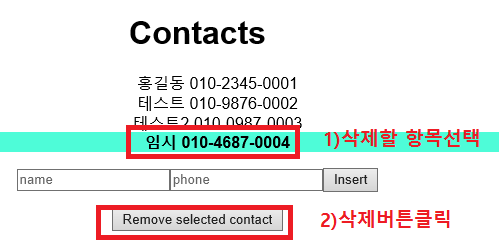 Contacts
홍길동 010-2345-0001
테스트 010-9876-0002
테스트2 010-0987-0003
임시 010-4687-0004
1)삭제할 항목선택
name phone Insert
Remove selected contact
2)삭제버튼클릭